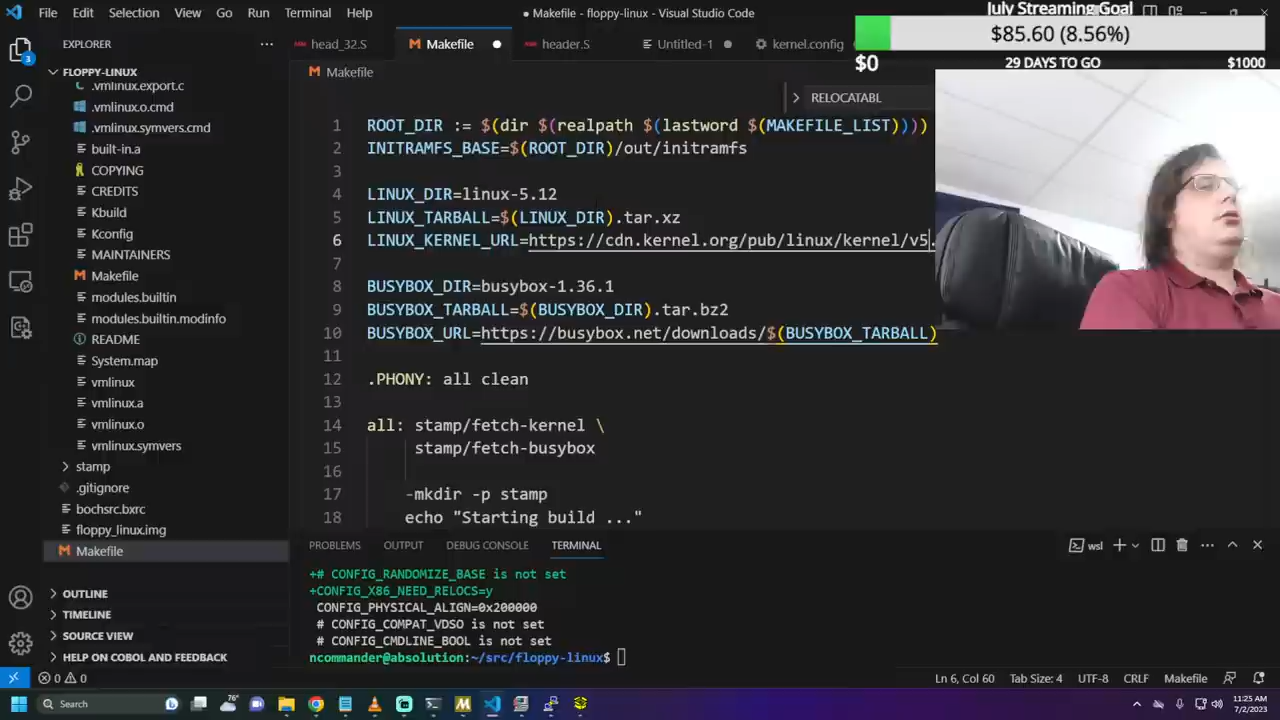 File Edit Selection View Go Run Terminal Help
● Makefile - floppy-linux - Visual Studio Code
July Streaming Goal
$85.60 (8.56%)
$0 29 DAYS TO GO $1000
EXPLORER
head_32.S Makefile header.S Untitled-1 kernel.config
FLOPPY-LINUX
Makefile
.vmlinux.export.c
.vmlinux.o.cmd
.vmlinux.symvers.cmd
built-in.a
COPYING
CREDITS
Kbuild
Kconfig
MAINTAINERS
Makefile
modules.builtin
modules.builtin.modinfo
README
System.map
vmlinux
vmlinux.a
vmlinux.o
vmlinux.symvers
stamp
.gitignore
bochsrc.bxrc
floppy_linux.img
Makefile
OUTLINE
TIMELINE
SOURCE VIEW
HELP ON COBOL AND FEEDBACK
3
RELOCATABL
1 ROOT_DIR := $(dir $(realpath $(lastword $(MAKEFILE_LIST))))
2 INITRAMFS_BASE=$(ROOT_DIR)/out/initramfs
3
4 LINUX_DIR=linux-5.12
5 LINUX_TARBALL=$(LINUX_DIR).tar.xz
6 LINUX_KERNEL_URL=https://cdn.kernel.org/pub/linux/kernel/v5.
7
8 BUSYBOX_DIR=busybox-1.36.1
9 BUSYBOX_TARBALL=$(BUSYBOX_DIR).tar.bz2
10 BUSYBOX_URL=https://busybox.net/downloads/$(BUSYBOX_TARBALL)
11
12 .PHONY: all clean
13
14 all: stamp/fetch-kernel \
15 stamp/fetch-busybox
16
17 -mkdir -p stamp
18 echo "Starting build ..."
PROBLEMS OUTPUT DEBUG CONSOLE TERMINAL
wsl
+# CONFIG_RANDOMIZE_BASE is not set
+CONFIG_X86_NEED_RELOCS=y
CONFIG_PHYSICAL_ALIGN=0x200000
# CONFIG_COMPAT_VDSO is not set
# CONFIG_CMDLINE_BOOL is not set
ncommander@absolution:~/src/floppy-linux$
0 0
Ln 6, Col 60 Tab Size: 4 UTF-8 CRLF Makefile
Search
76°
11:25 AM
7/2/2023